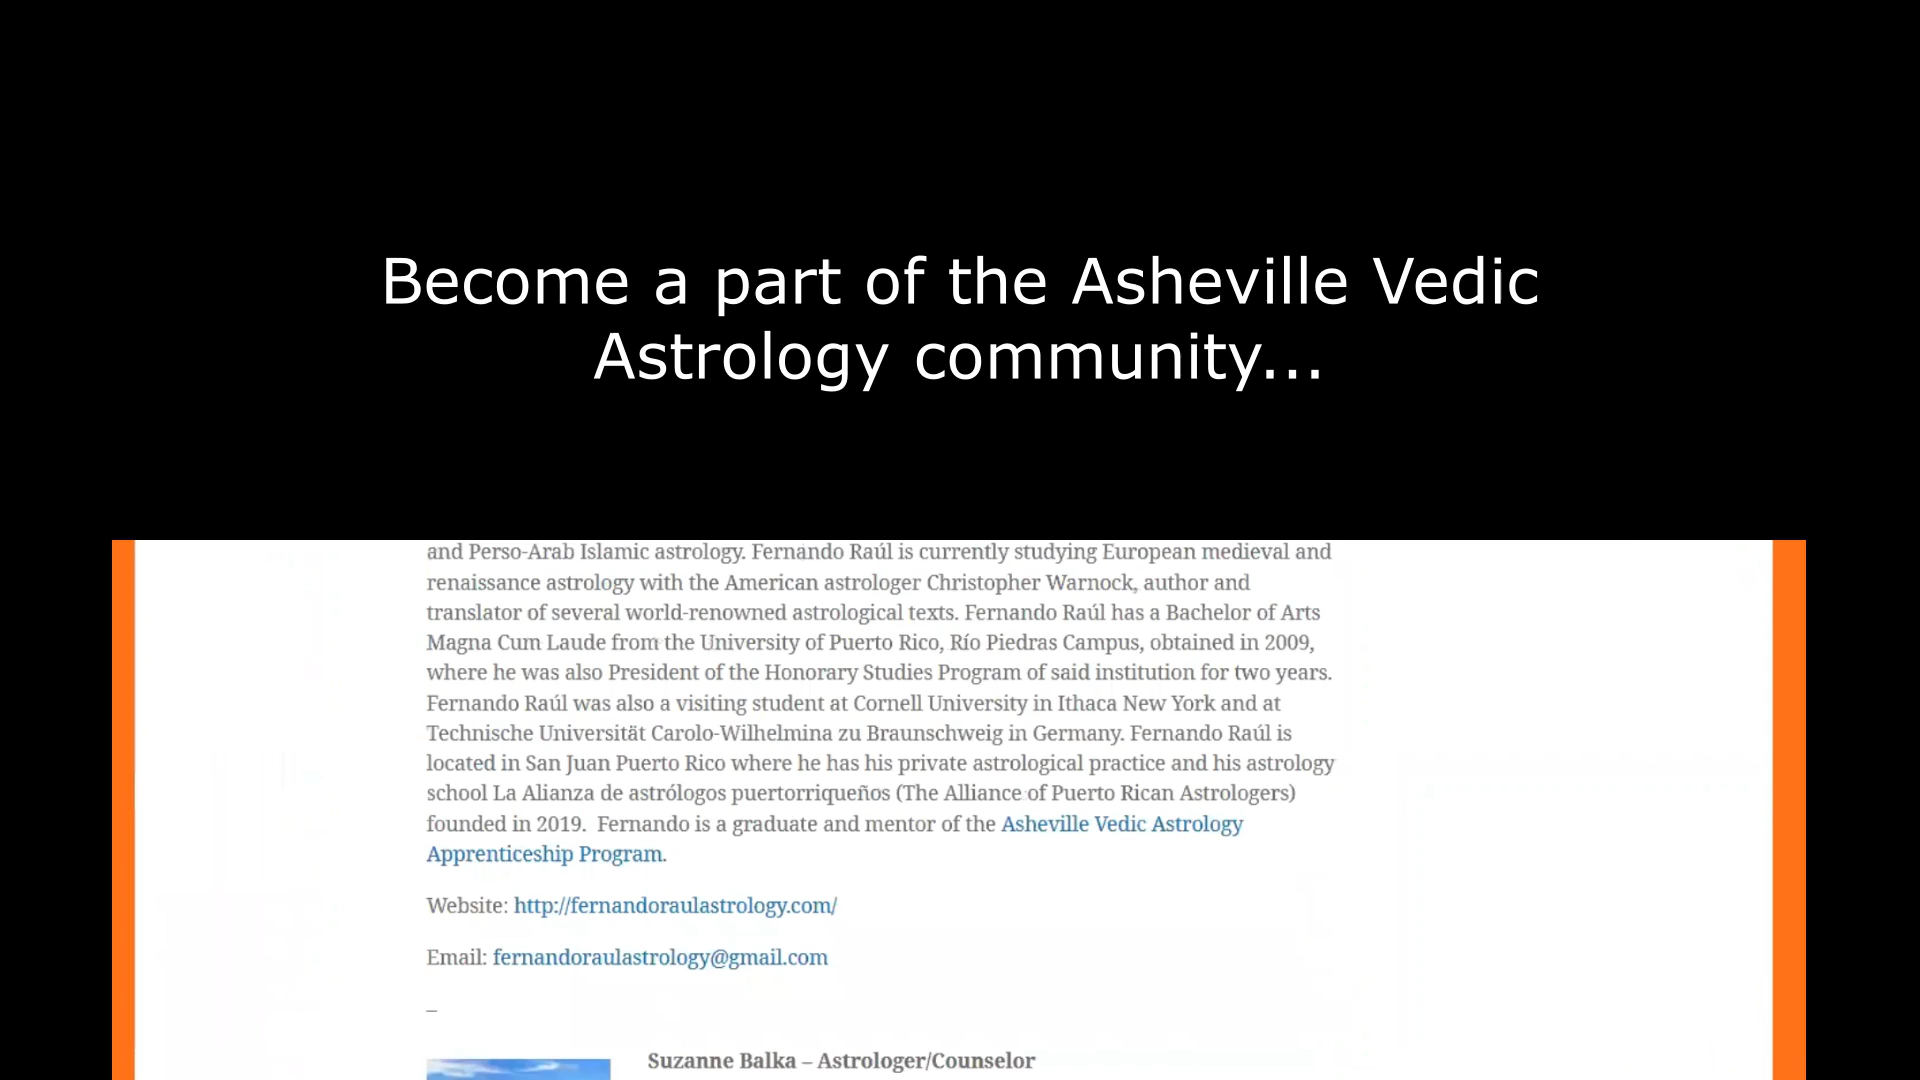 Become a part of the Asheville Vedic
Astrology community...
and Perso-Arab Islamic astrology. Fernando Raúl is currently studying European medieval and
renaissance astrology with the American astrologer Christopher Warnock, author and
translator of several world-renowned astrological texts. Fernando Raúl has a Bachelor of Arts
Magna Cum Laude from the University of Puerto Rico, Río Piedras Campus, obtained in 2009,
where he was also President of the Honorary Studies Program of said institution for two years.
Fernando Raúl was also a visiting student at Cornell University in Ithaca New York and at
Technische Universität Carolo-Wilhelmina zu Braunschweig in Germany. Fernando Raúl is
located in San Juan Puerto Rico where he has his private astrological practice and his astrology
school La Alianza de astrólogos puertorriqueños (The Alliance of Puerto Rican Astrologers)
founded in 2019.  Fernando is a graduate and mentor of the Asheville Vedic Astrology
Apprenticeship Program.
Website: http://fernandoraulastrology.com/
Email: fernandoraulastrology@gmail.com
–
Suzanne Balka – Astrologer/Counselor